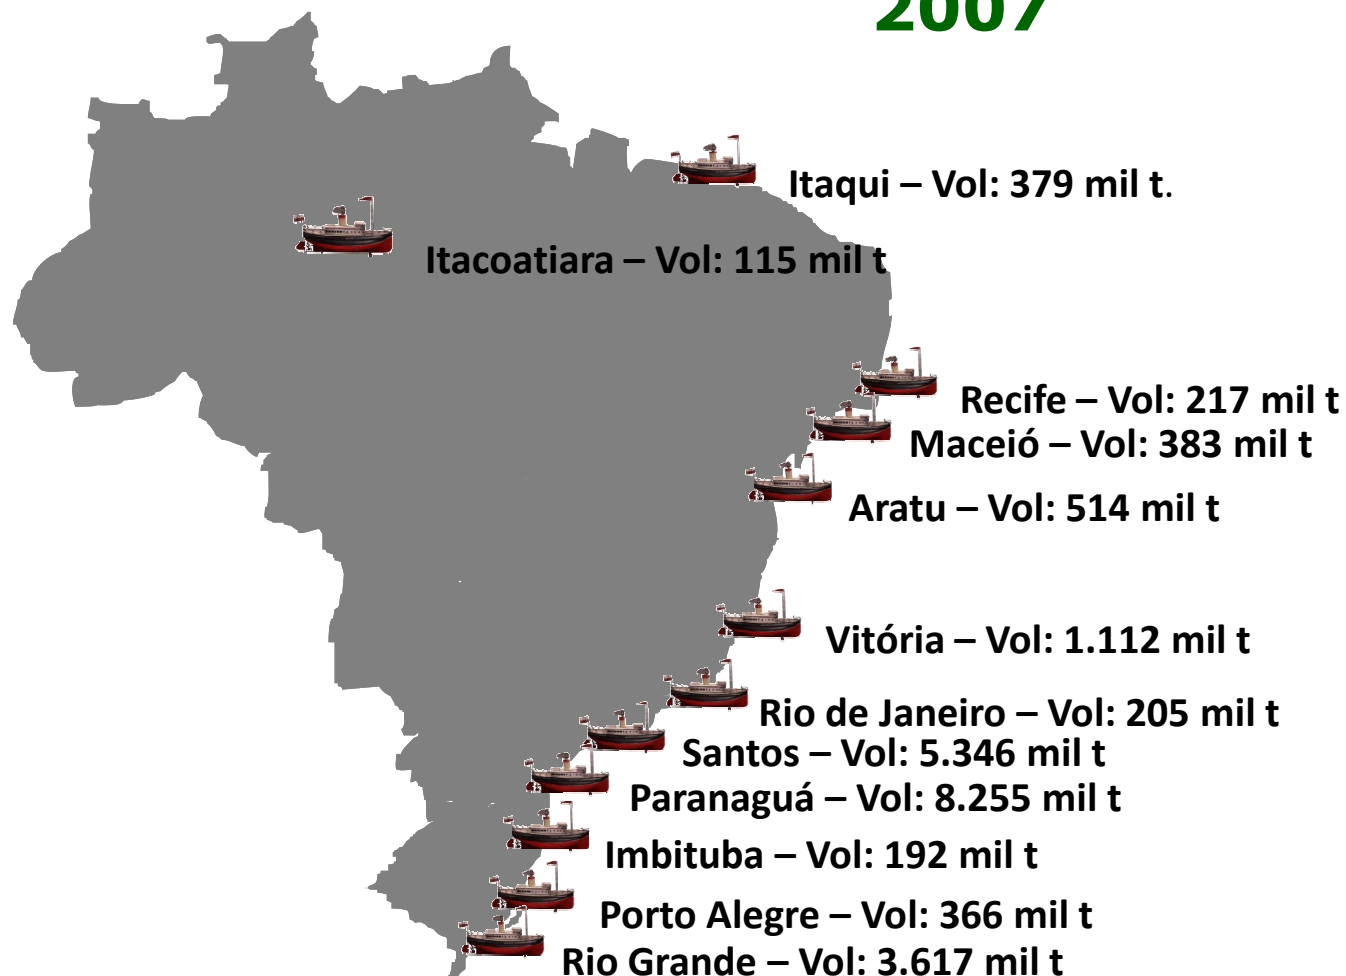 2007
Itaqui – Vol: 379 mil t.
Itacoatiara – Vol: 115 mil t
Recife – Vol: 217 mil t
Maceió – Vol: 383 mil t
Aratu – Vol: 514 mil t
Vitória – Vol: 1.112 mil t
Rio de Janeiro – Vol: 205 mil t
Santos – Vol: 5.346 mil t
Paranaguá – Vol: 8.255 mil t
Imbituba – Vol: 192 mil t
Porto Alegre – Vol: 366 mil t
Rio Grande – Vol: 3.617 mil t